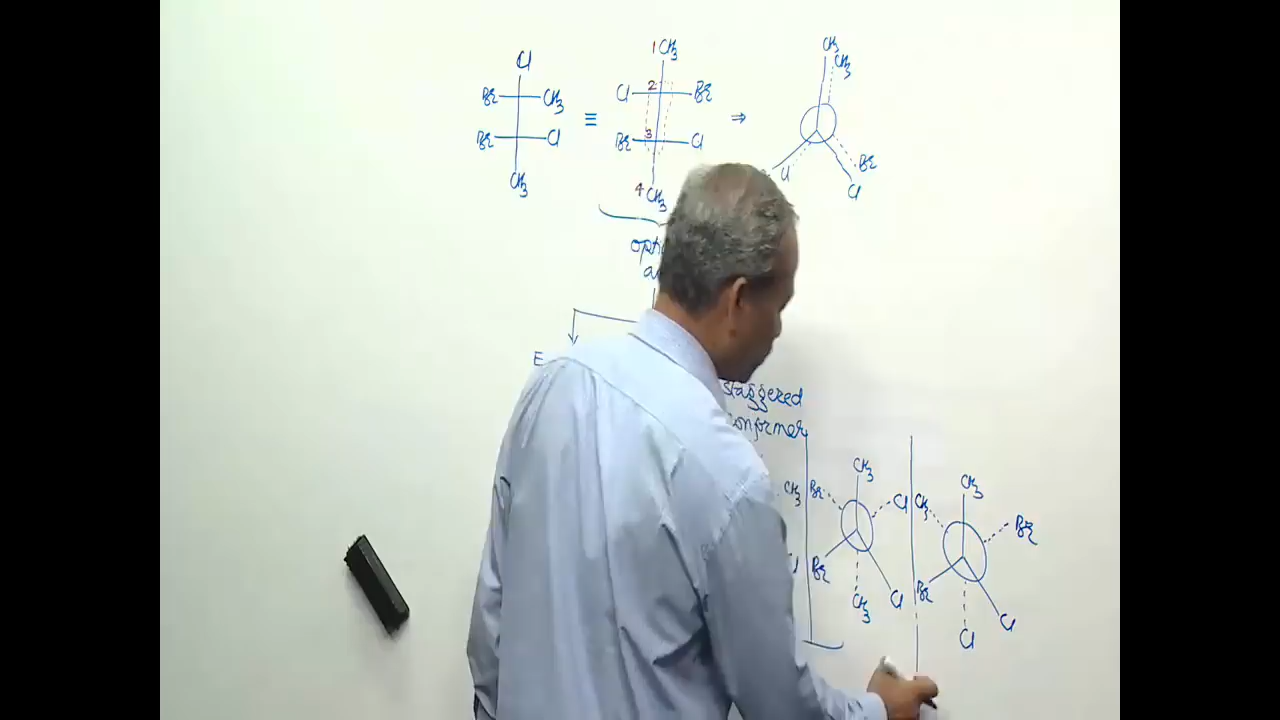 Cl
Br CH3
Br Cl
CH3
≡
1 CH3
Cl 2 Br
Br 3 Cl
4 CH3
⇒
CH3
CH3
Br
Cl
Cl
E
staggered
conformer
CH3
Cl
CH3
Br Cl
Br Cl
CH3
CH3
CH3 Br
Br Cl
Cl